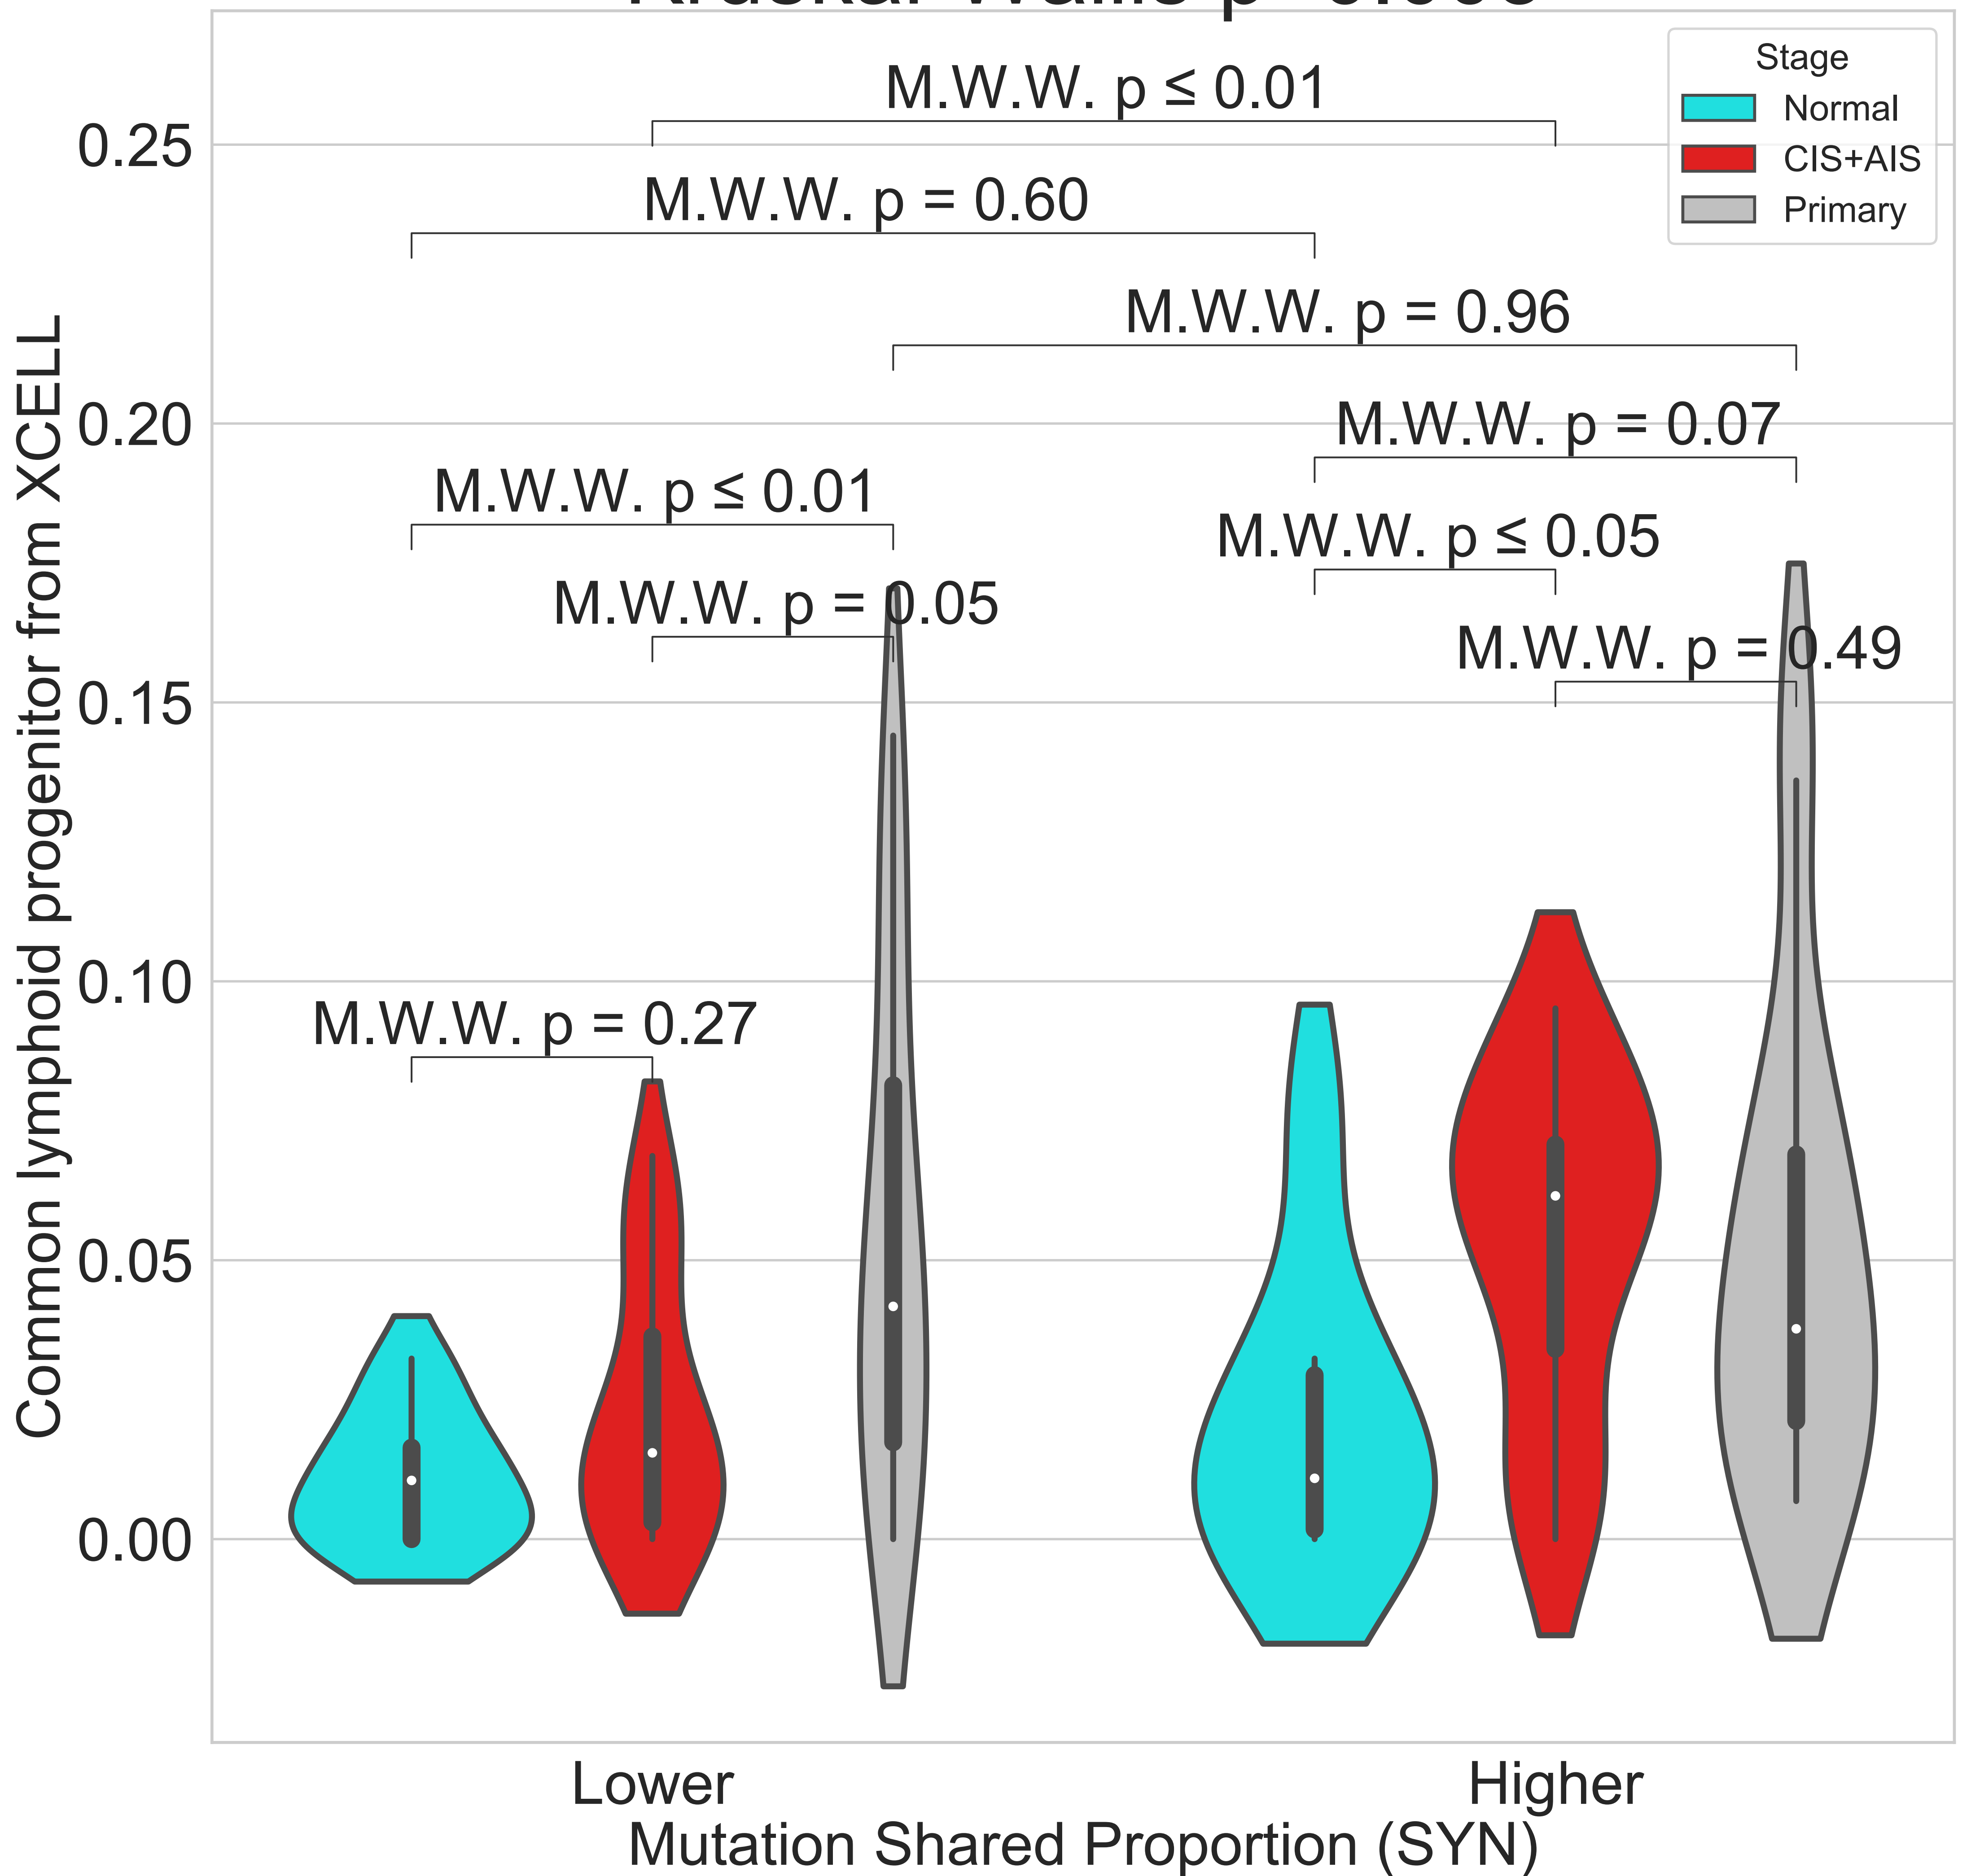 Stage
Normal
CIS+AIS
Primary
M.W.W. p ≤ 0.01
M.W.W. p = 0.60
M.W.W. p = 0.96
M.W.W. p = 0.07
M.W.W. p ≤ 0.01
M.W.W. p ≤ 0.05
M.W.W. p = 0.05
M.W.W. p = 0.49
M.W.W. p = 0.27
0.25
0.20
0.15
0.10
0.05
0.00
Common lymphoid progenitor from XCELL
Lower
Higher
Mutation Shared Proportion (SYN)